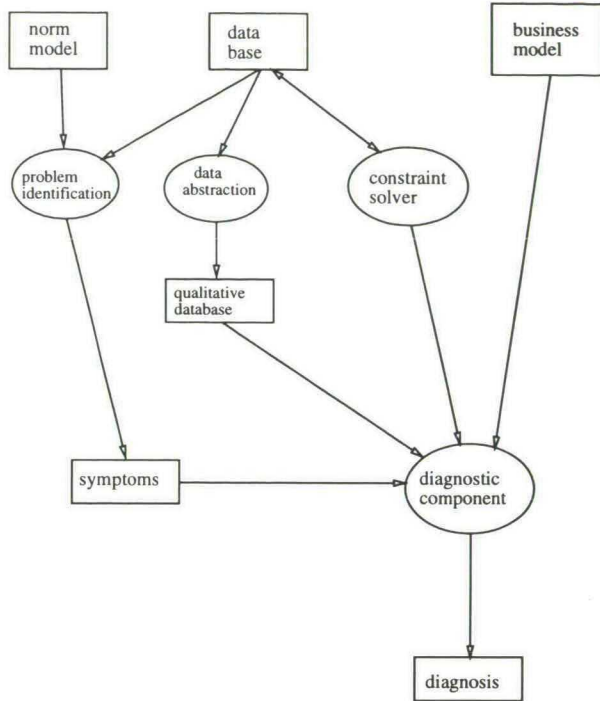 norm
model
data
base
business
model
problem
identification
data
abstraction
constraint
solver
qualitative
database
symptoms
diagnostic
component
diagnosis